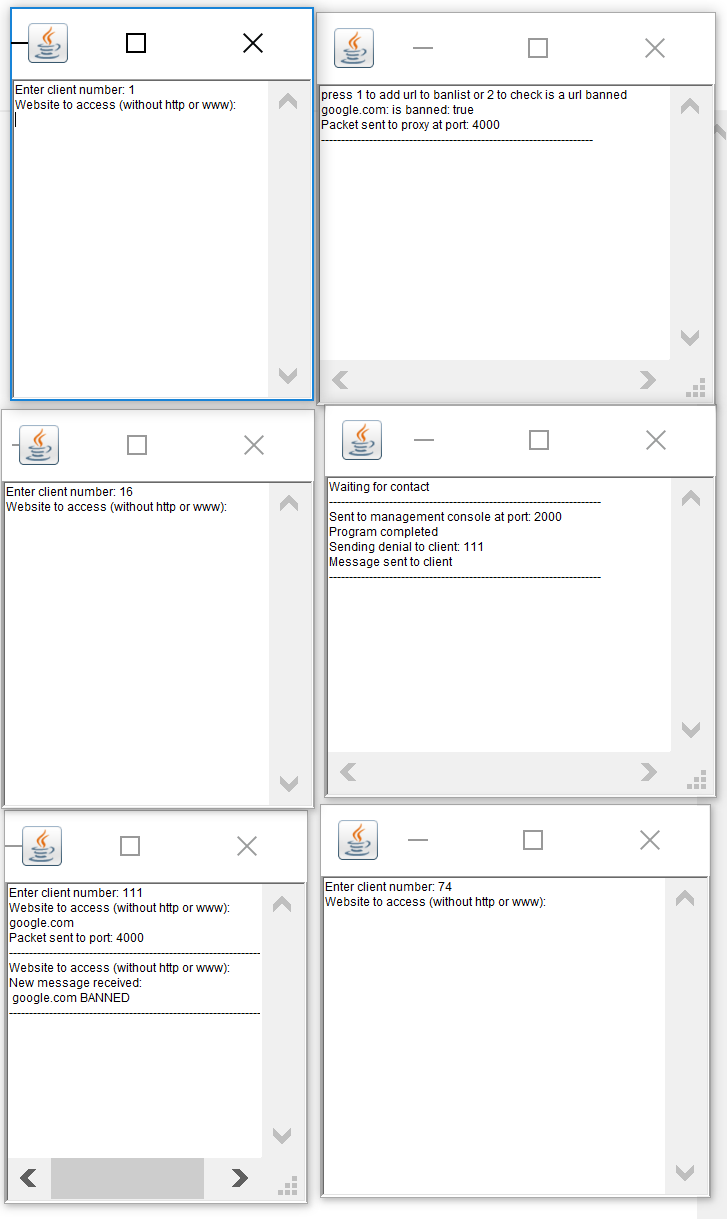 Enter client number: 1
Website to access (without http or www):
press 1 to add url to banlist or 2 to check is a url banned
google.com: is banned: true
Packet sent to proxy at port: 4000
--------------------------------------------------------------------
Enter client number: 16
Website to access (without http or www):
Waiting for contact
--------------------------------------------------------------------
Sent to management console at port: 2000
Program completed
Sending denial to client: 111
Message sent to client
--------------------------------------------------------------------
Enter client number: 111
Website to access (without http or www):
google.com
Packet sent to port: 4000
---------------------------------------------------------------
Website to access (without http or www):
New message received:
google.com BANNED
---------------------------------------------------------------
Enter client number: 74
Website to access (without http or www):